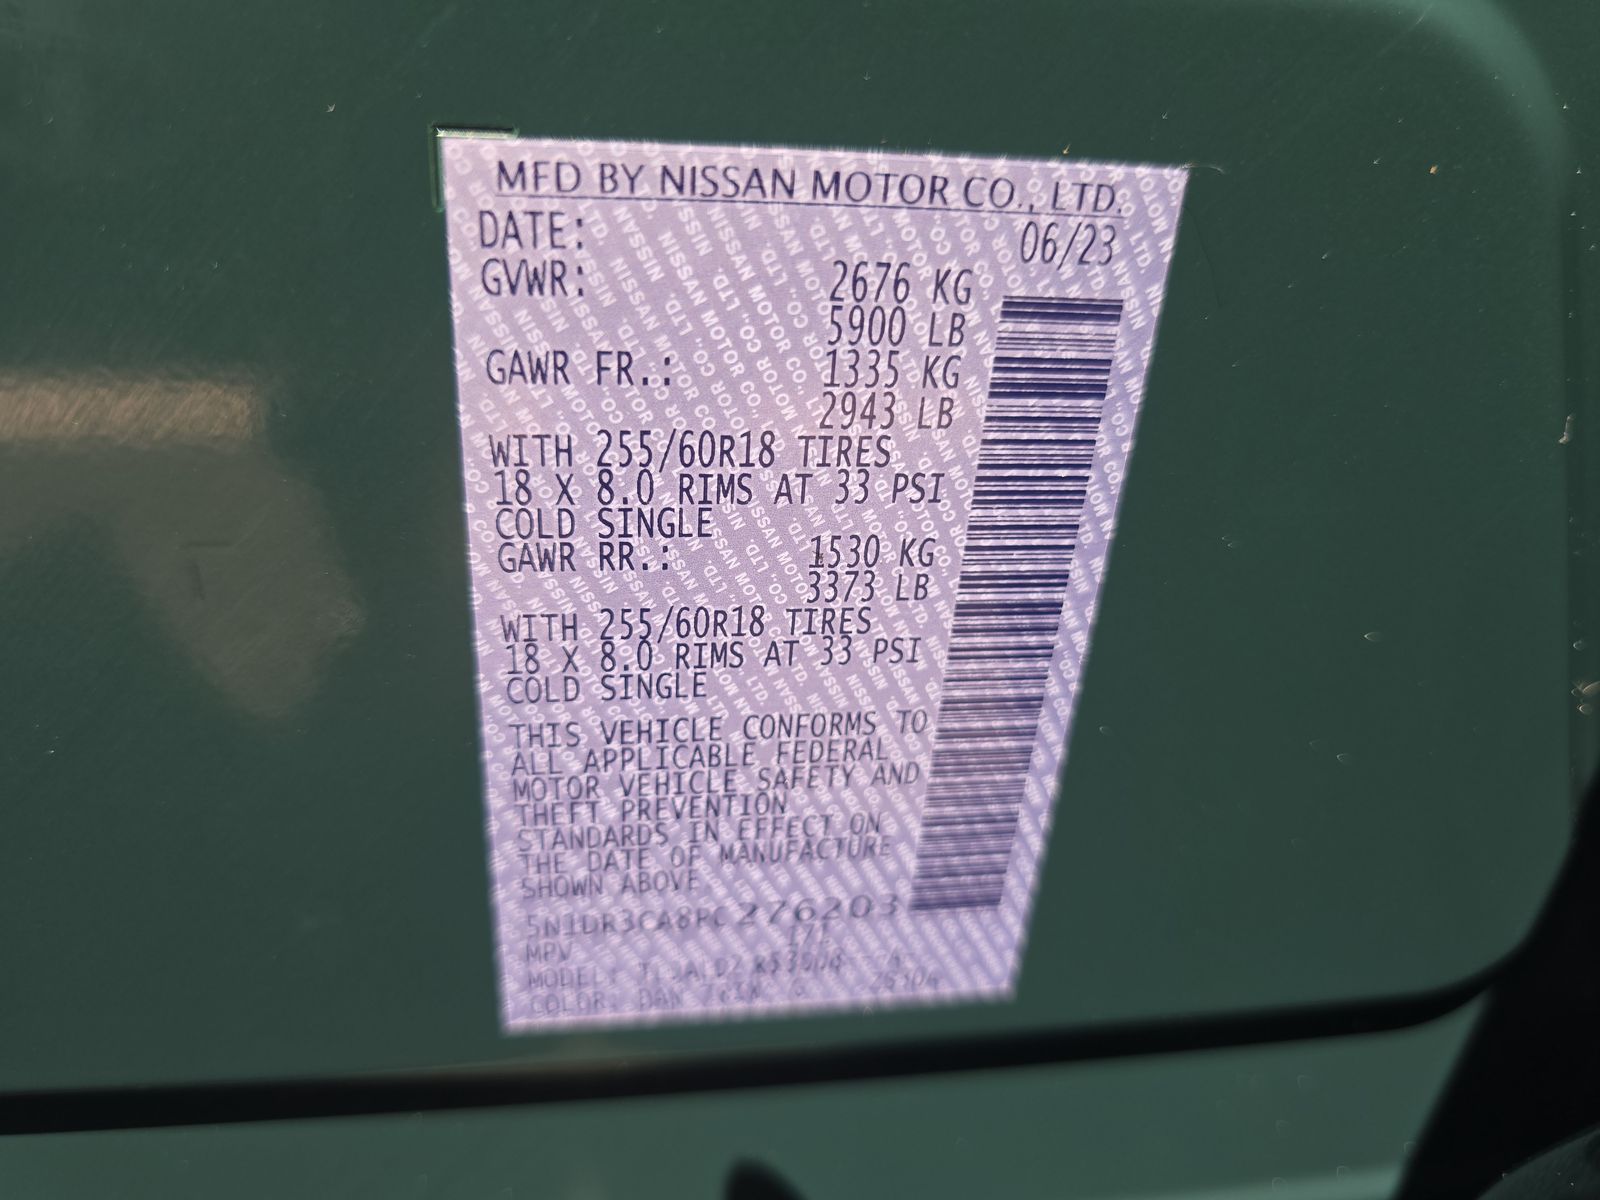 MFD BY NISSAN MOTOR CO., LTD.
DATE: 06/23
GVWR: 2676 KG
5900 LB
GAWR FR.: 1335 KG
2943 LB
WITH 255/60R18 TIRES
18 X 8.0 RIMS AT 33 PSI
COLD SINGLE
GAWR RR.: 1530 KG
3373 LB
WITH 255/60R18 TIRES
18 X 8.0 RIMS AT 33 PSI
COLD SINGLE
THIS VEHICLE CONFORMS TO
ALL APPLICABLE FEDERAL
MOTOR VEHICLE SAFETY AND
THEFT PREVENTION
STANDARDS IN EFFECT ON
THE DATE OF MANUFACTURE
SHOWN ABOVE
5N1DR3CA8PC276203
171
MPV
MODEL:
COLOR: DAN